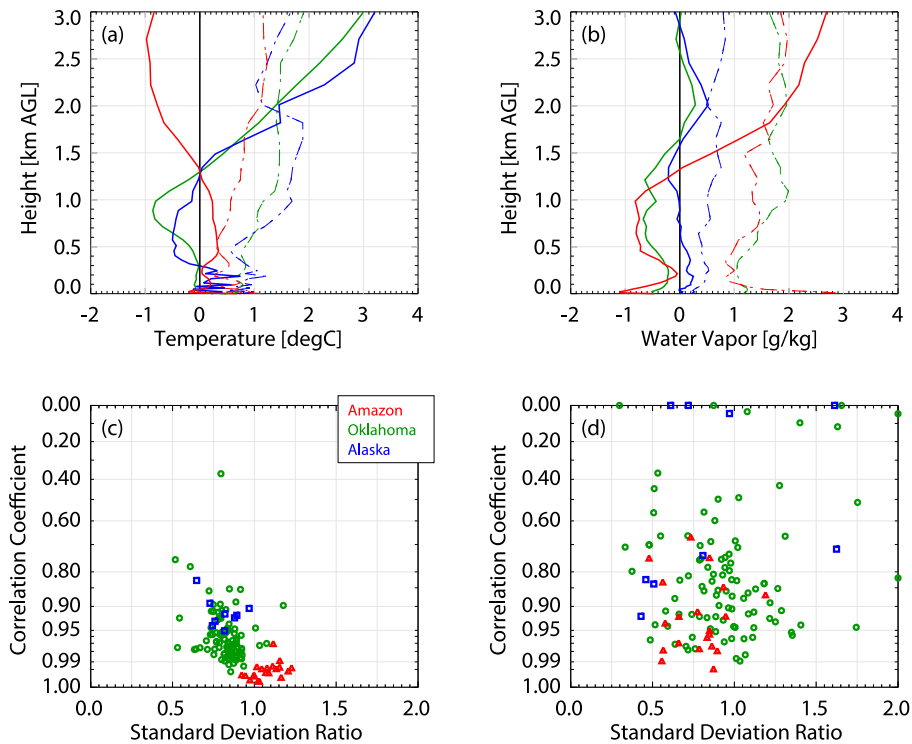 (a)
Height [km AGL]
3.0
2.5
2.0
1.5
1.0
0.5
0.0
-2 -1 0 1 2 3 4
Temperature [degC]
(b)
Height [km AGL]
3.0
2.5
2.0
1.5
1.0
0.5
0.0
-2 -1 0 1 2 3 4
Water Vapor [g/kg]
(c)
Correlation Coefficient
0.00
0.20
0.40
0.60
0.80
0.90
0.95
0.99
1.00
0.0 0.5 1.0 1.5 2.0
Standard Deviation Ratio
Amazon
Oklahoma
Alaska
(d)
Correlation Coefficient
0.00
0.20
0.40
0.60
0.80
0.90
0.95
0.99
1.00
0.0 0.5 1.0 1.5 2.0
Standard Deviation Ratio